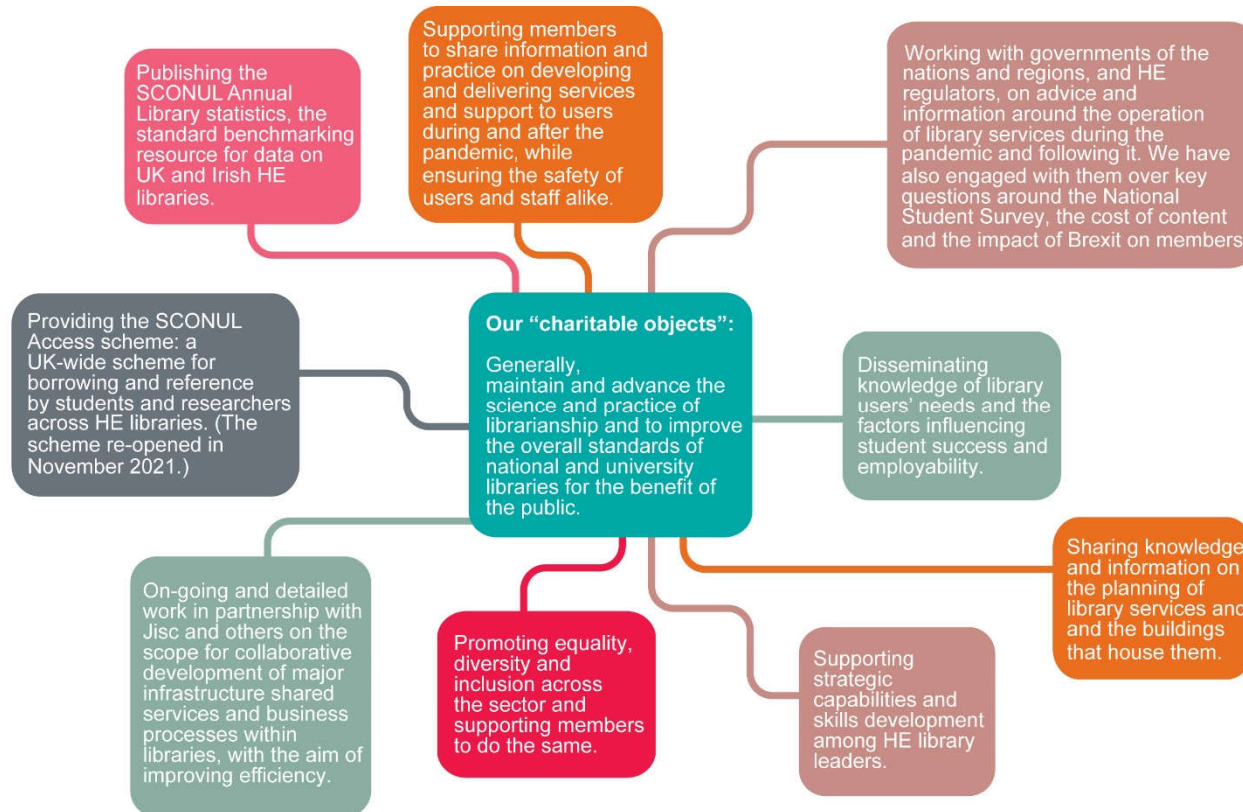 Publishing the
SCONUL Annual
Library statistics, the
standard benchmarking
resource for data on
UK and Irish HE
libraries.
Supporting members
to share information and
practice on developing
and delivering services
and support to users
during and after the
pandemic, while
ensuring the safety of
users and staff alike.
Working with governments of the
nations and regions, and HE
regulators, on advice and
information around the operation
of library services during the
pandemic and following it. We have
also engaged with them over key
questions around the National
Student Survey, the cost of content
and the impact of Brexit on members
Providing the SCONUL
Access scheme: a
UK-wide scheme for
borrowing and reference
by students and researchers
across HE libraries. (The
scheme re-opened in
November 2021.)
Our “charitable objects”:
Generally,
maintain and advance the
science and practice of
librarianship and to improve
the overall standards of
national and university
libraries for the benefit of
the public.
Disseminating
knowledge of library
users’ needs and the
factors influencing
student success and
employability.
On-going and detailed
work in partnership with
Jisc and others on the
scope for collaborative
development of major
infrastructure shared
services and business
processes within
libraries, with the aim of
improving efficiency.
Promoting equality,
diversity and
inclusion across
the sector and
supporting members
to do the same.
Supporting
strategic
capabilities and
skills development
among HE library
leaders.
Sharing knowledge
and information on
the planning of
library services and
and the buildings
that house them.